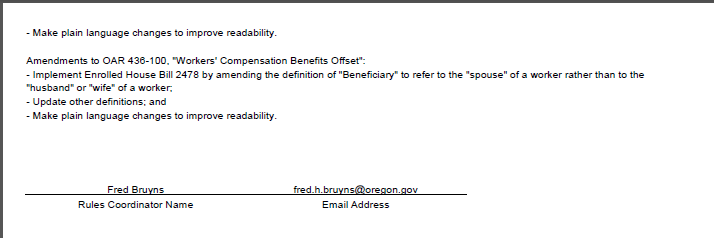 - Make plain language changes to improve readability.
Amendments to OAR 436-100, "Workers' Compensation Benefits Offset":
- Implement Enrolled House Bill 2478 by amending the definition of "Beneficiary" to refer to the "spouse" of a worker rather than to the
"husband" or "wife" of a worker;
- Update other definitions; and
- Make plain language changes to improve readability.
Fred Bruyns fred.h.bruyns@oregon.gov
Rules Coordinator Name Email Address